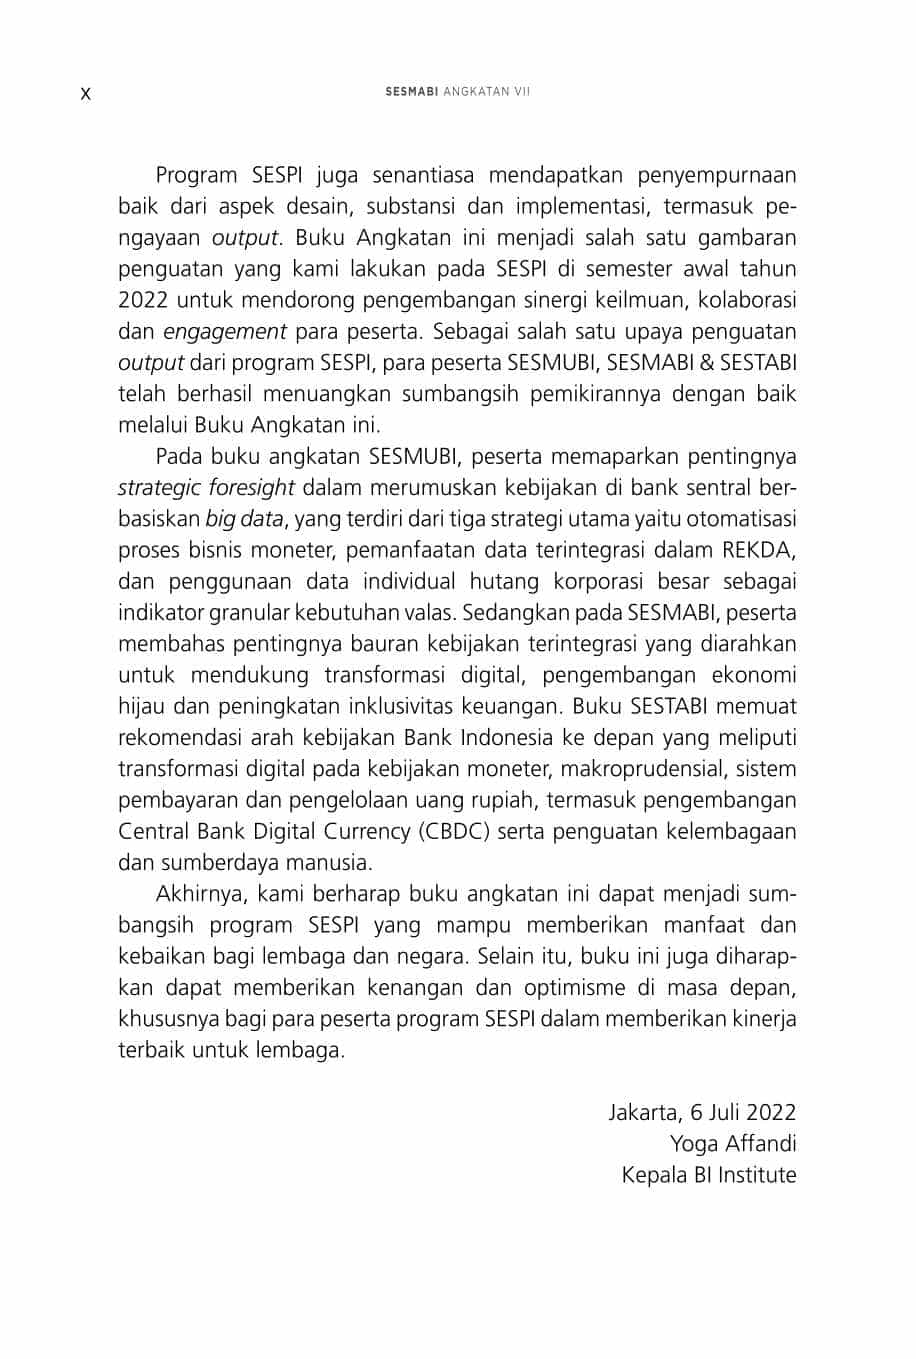 x
SESMABI ANGKATAN VII
Program SESPI juga senantiasa mendapatkan penyempurnaan
baik dari aspek desain, substansi dan implementasi, termasuk pe-
ngayaan output. Buku Angkatan ini menjadi salah satu gambaran
penguatan yang kami lakukan pada SESPI di semester awal tahun
2022 untuk mendorong pengembangan sinergi keilmuan, kolaborasi
dan engagement para peserta. Sebagai salah satu upaya penguatan
output dari program SESPI, para peserta SESMUBI, SESMABI & SESTABI
telah berhasil menuangkan sumbangsih pemikirannya dengan baik
melalui Buku Angkatan ini.
Pada buku angkatan SESMUBI, peserta memaparkan pentingnya
strategic foresight dalam merumuskan kebijakan di bank sentral ber-
basiskan big data, yang terdiri dari tiga strategi utama yaitu otomatisasi
proses bisnis moneter, pemanfaatan data terintegrasi dalam REKDA,
dan penggunaan data individual hutang korporasi besar sebagai
indikator granular kebutuhan valas. Sedangkan pada SESMABI, peserta
membahas pentingnya bauran kebijakan terintegrasi yang diarahkan
untuk mendukung transformasi digital, pengembangan ekonomi
hijau dan peningkatan inklusivitas keuangan. Buku SESTABI memuat
rekomendasi arah kebijakan Bank Indonesia ke depan yang meliputi
transformasi digital pada kebijakan moneter, makroprudensial, sistem
pembayaran dan pengelolaan uang rupiah, termasuk pengembangan
Central Bank Digital Currency (CBDC) serta penguatan kelembagaan
dan sumberdaya manusia.
Akhirnya, kami berharap buku angkatan ini dapat menjadi sum-
bangsih program SESPI yang mampu memberikan manfaat dan
kebaikan bagi lembaga dan negara. Selain itu, buku ini juga diharap-
kan dapat memberikan kenangan dan optimisme di masa depan,
khususnya bagi para peserta program SESPI dalam memberikan kinerja
terbaik untuk lembaga.
Jakarta, 6 Juli 2022
Yoga Affandi
Kepala BI Institute